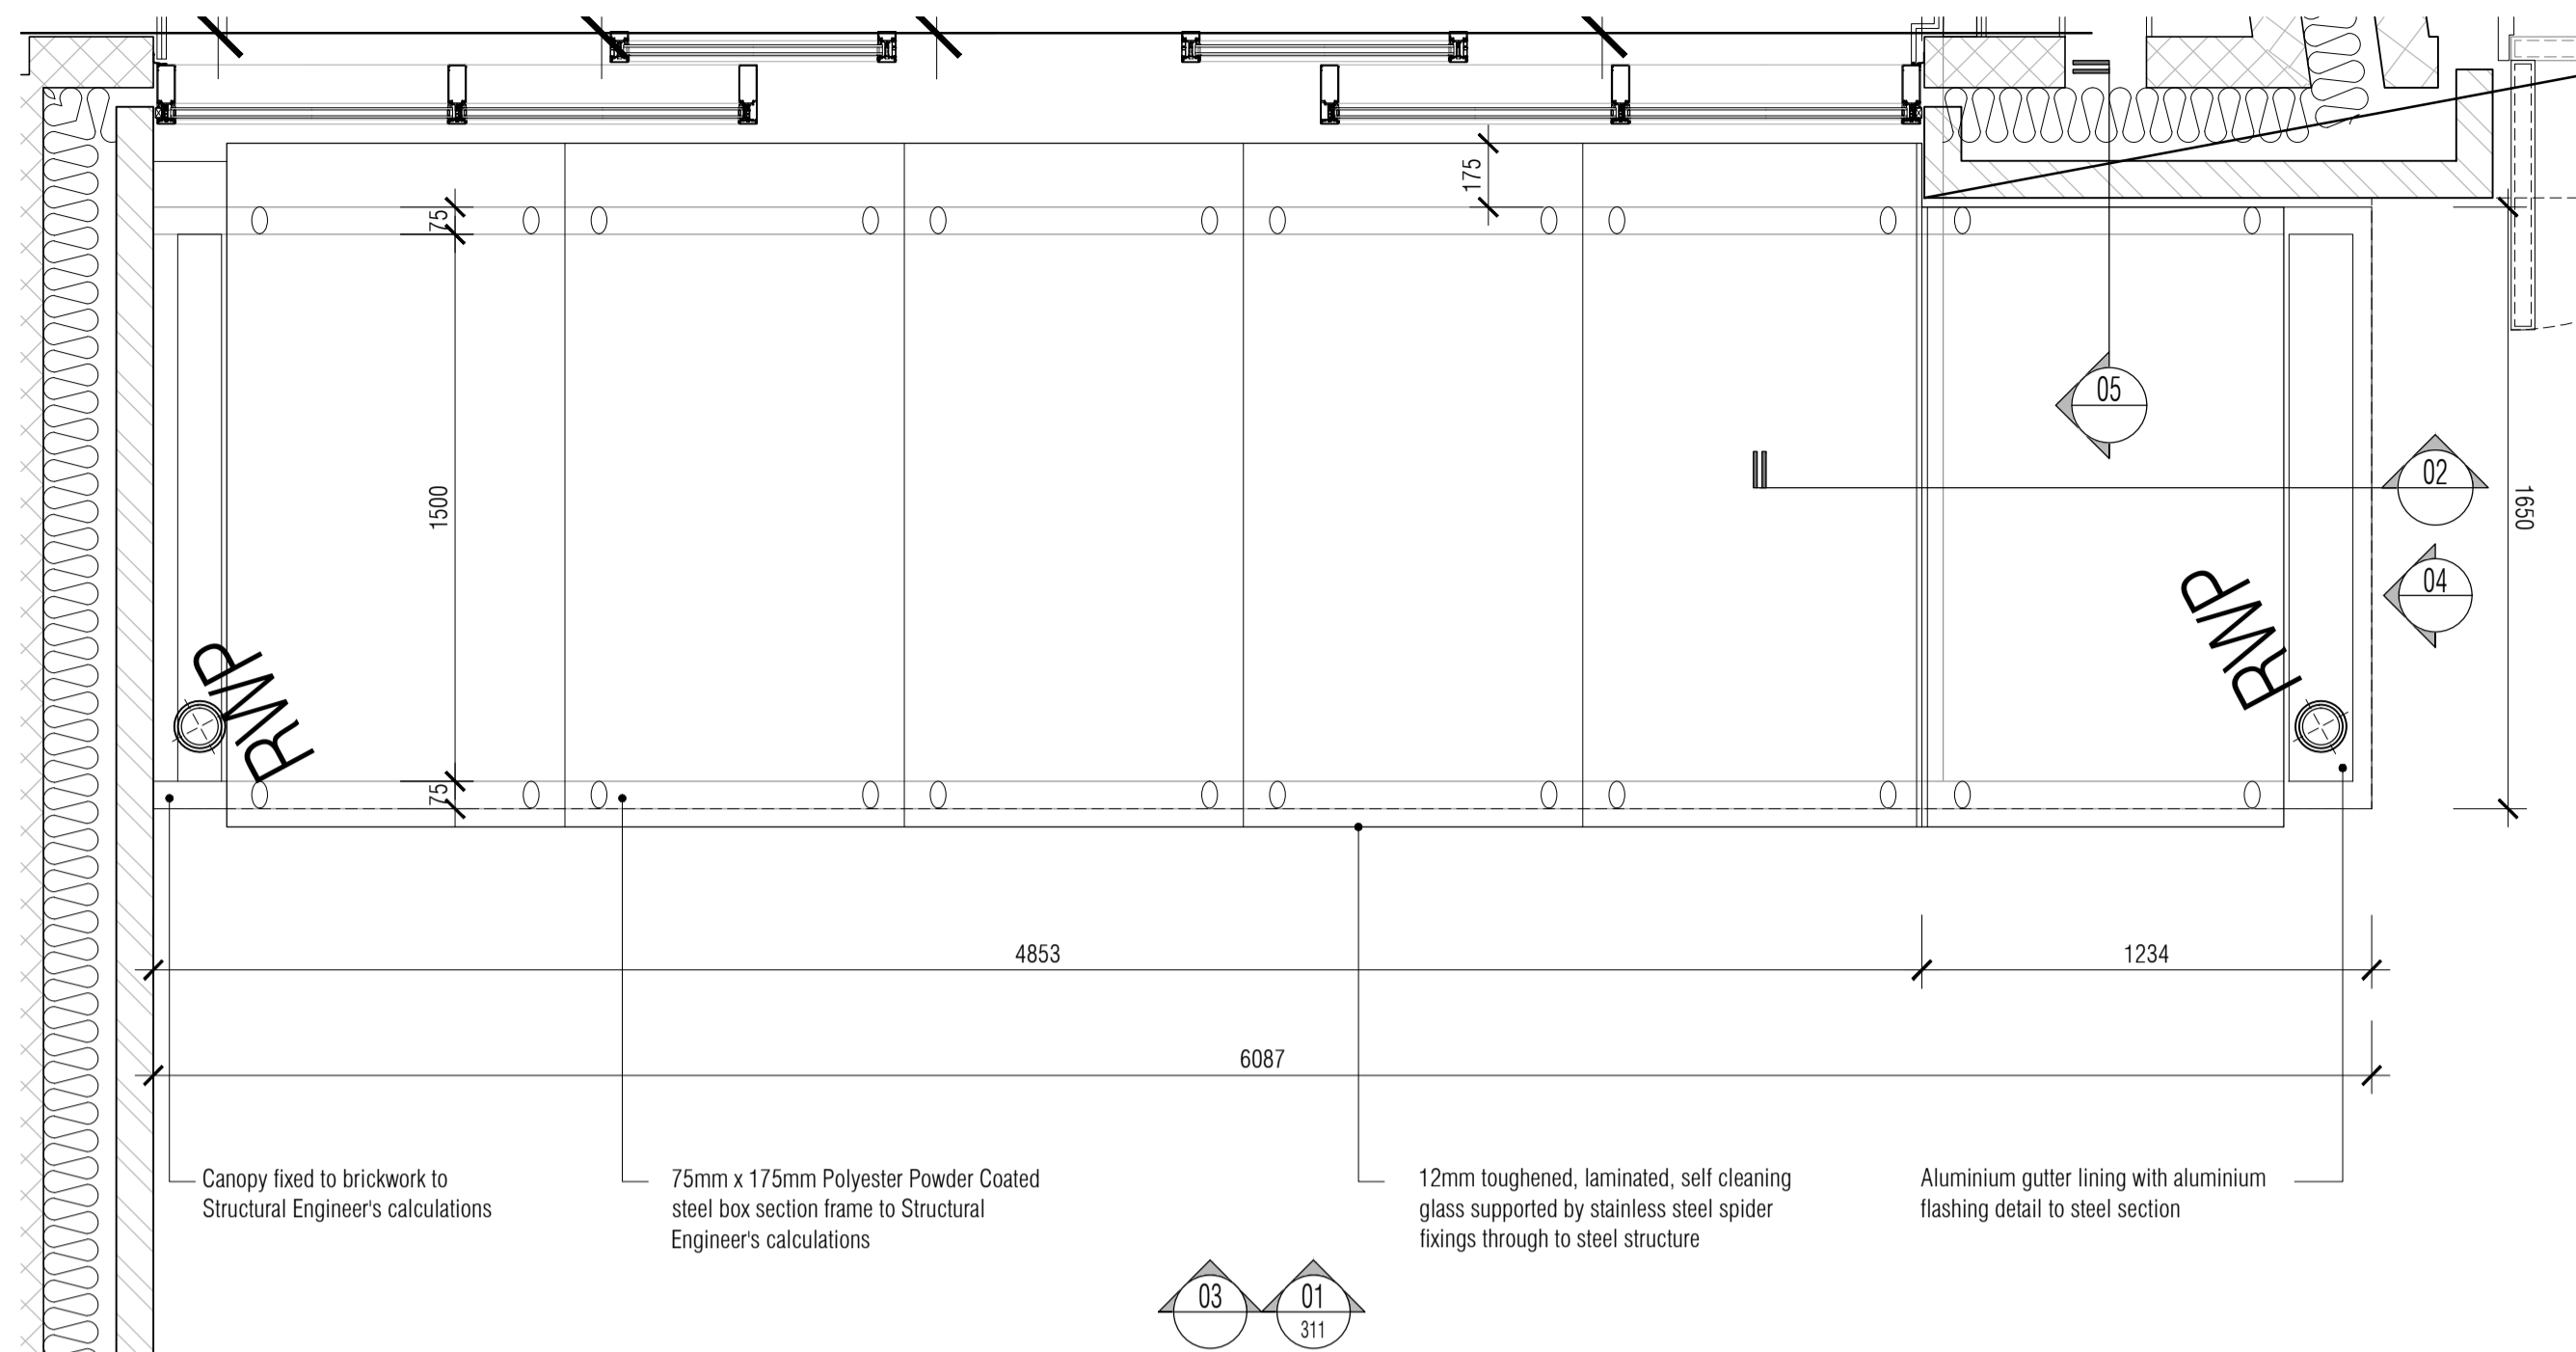 175
75
05
02
1500
1650
04
RWP
RWP
75
4853
1234
6087
Canopy fixed to brickwork to
Structural Engineer's calculations
75mm x 175mm Polyester Powder Coated
steel box section frame to Structural
Engineer's calculations
12mm toughened, laminated, self cleaning
glass supported by stainless steel spider
fixings through to steel structure
Aluminium gutter lining with aluminium
flashing detail to steel section
03
01
311